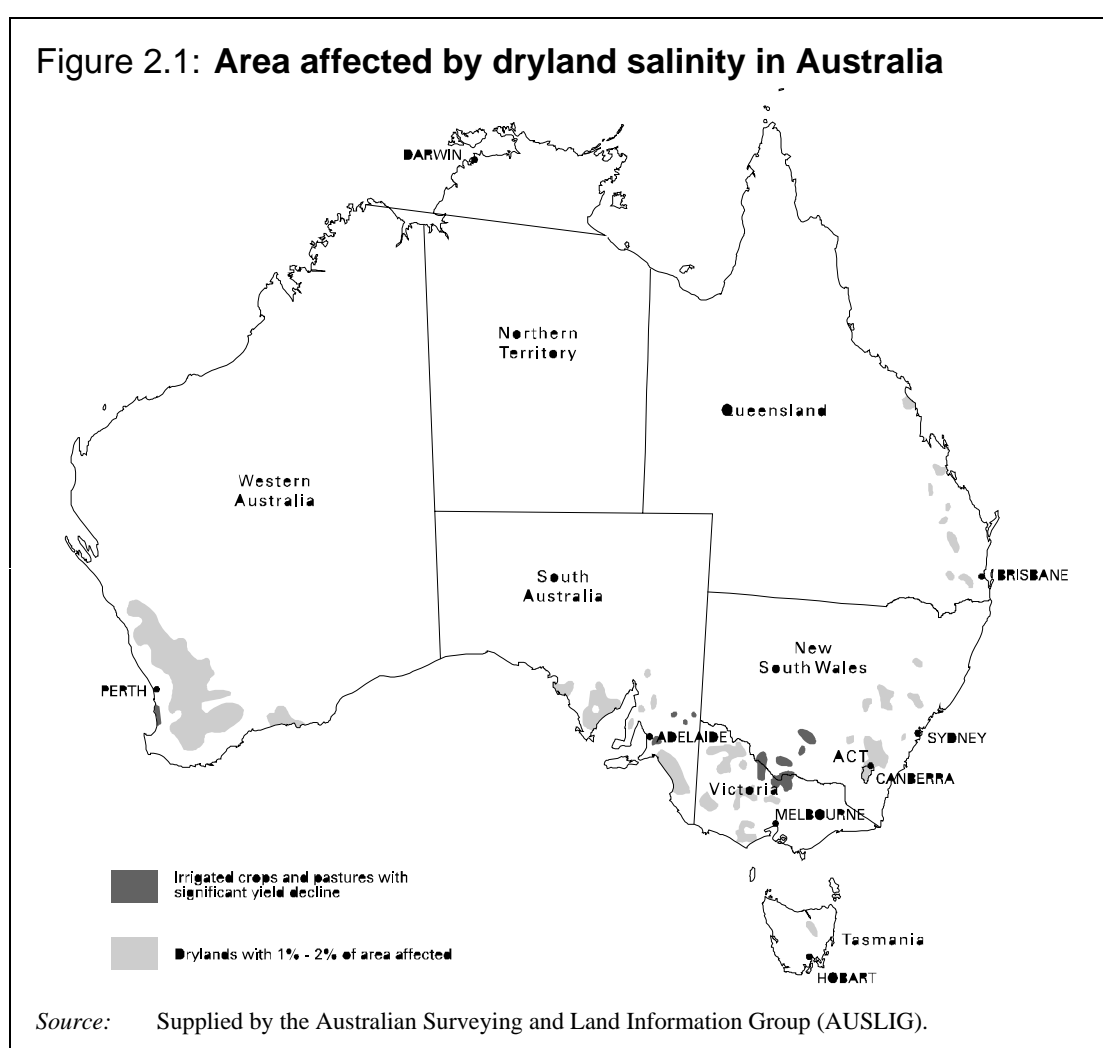 Figure 2.1: Area affected by dryland salinity in Australia
DARWIN
Northern
Territory
Queensland
Western
Australia
South
Australia
BRISBANE
New
South Wales
PERTH
ADELAIDE
SYDNEY
ACT
CANBERRA
Victoria
MELBOURNE
Irrigated crops and pastures with
significant yield decline
Tasmania
Drylands with 1% - 2% of area affected
HOBART
Source: Supplied by the Australian Surveying and Land Information Group (AUSLIG).